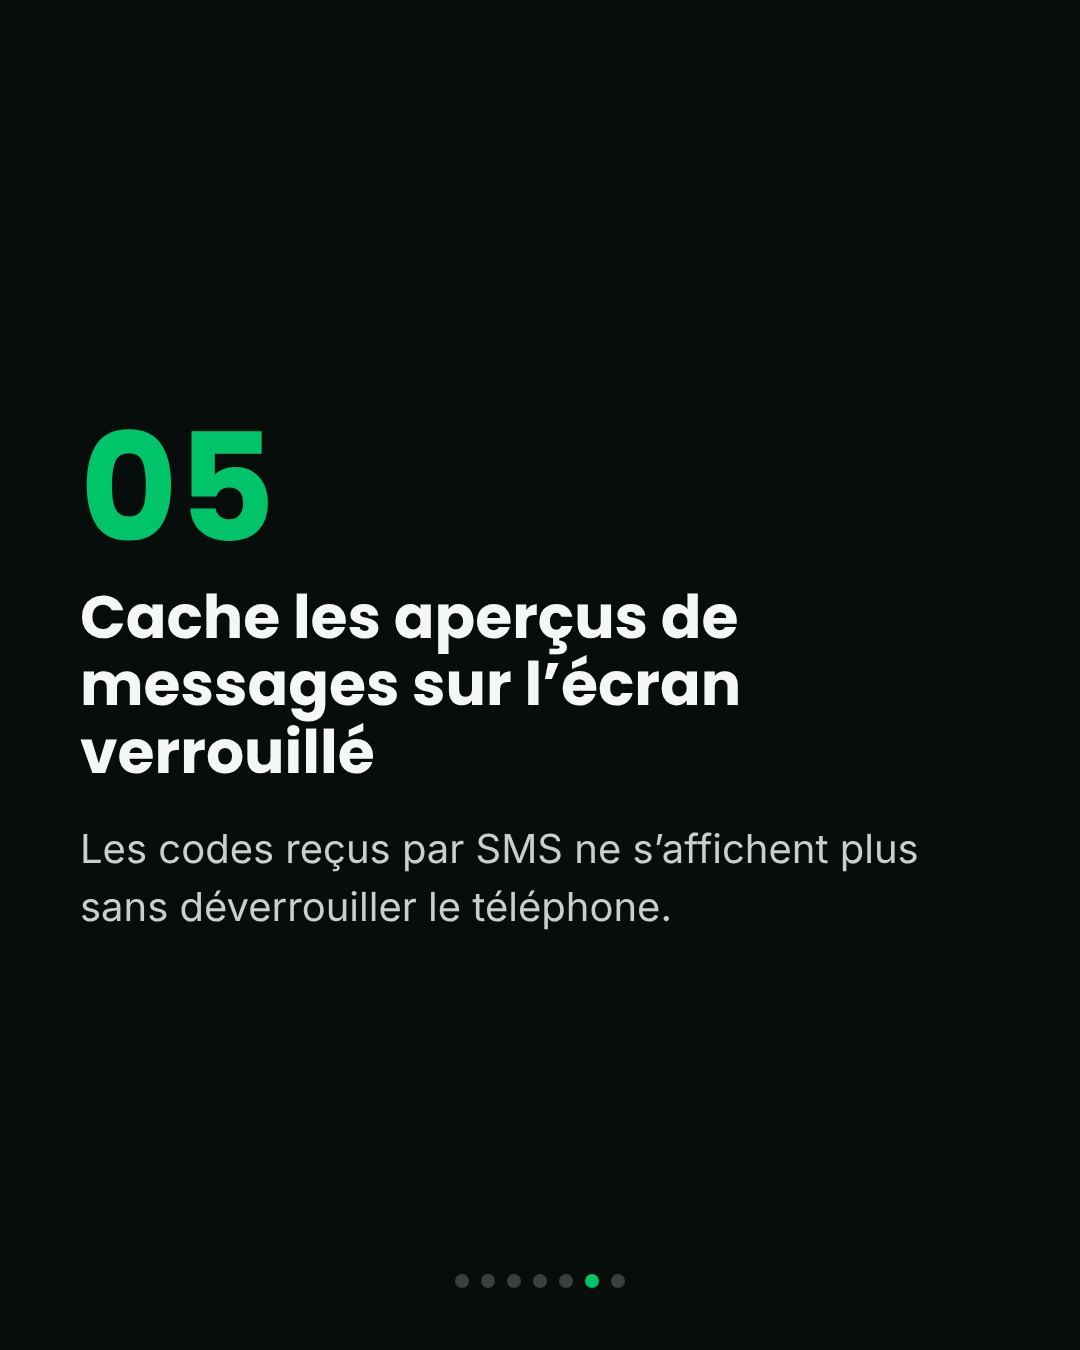 05
Cache les aperçus de
messages sur l’écran
verrouillé
Les codes reçus par SMS ne s’affichent plus
sans déverrouiller le téléphone.